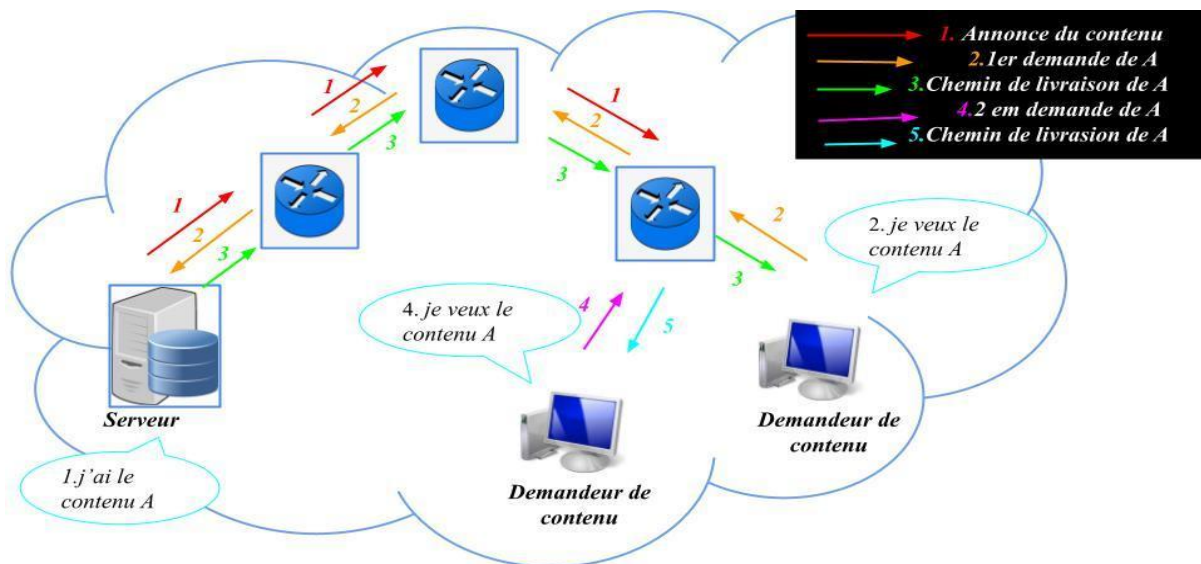 1. Annonce du contenu
2.1er demande de A
3.Chemin de livraison de A
4.2 em demande de A
5.Chemin de livrasion de A
1
2
3
1
2
3
1
2
3
2
3
2. je veux le
contenu A
4. je veux le
contenu A
4
5
Serveur
Demandeur de
contenu
Demandeur de
contenu
1.j'ai le
contenu A